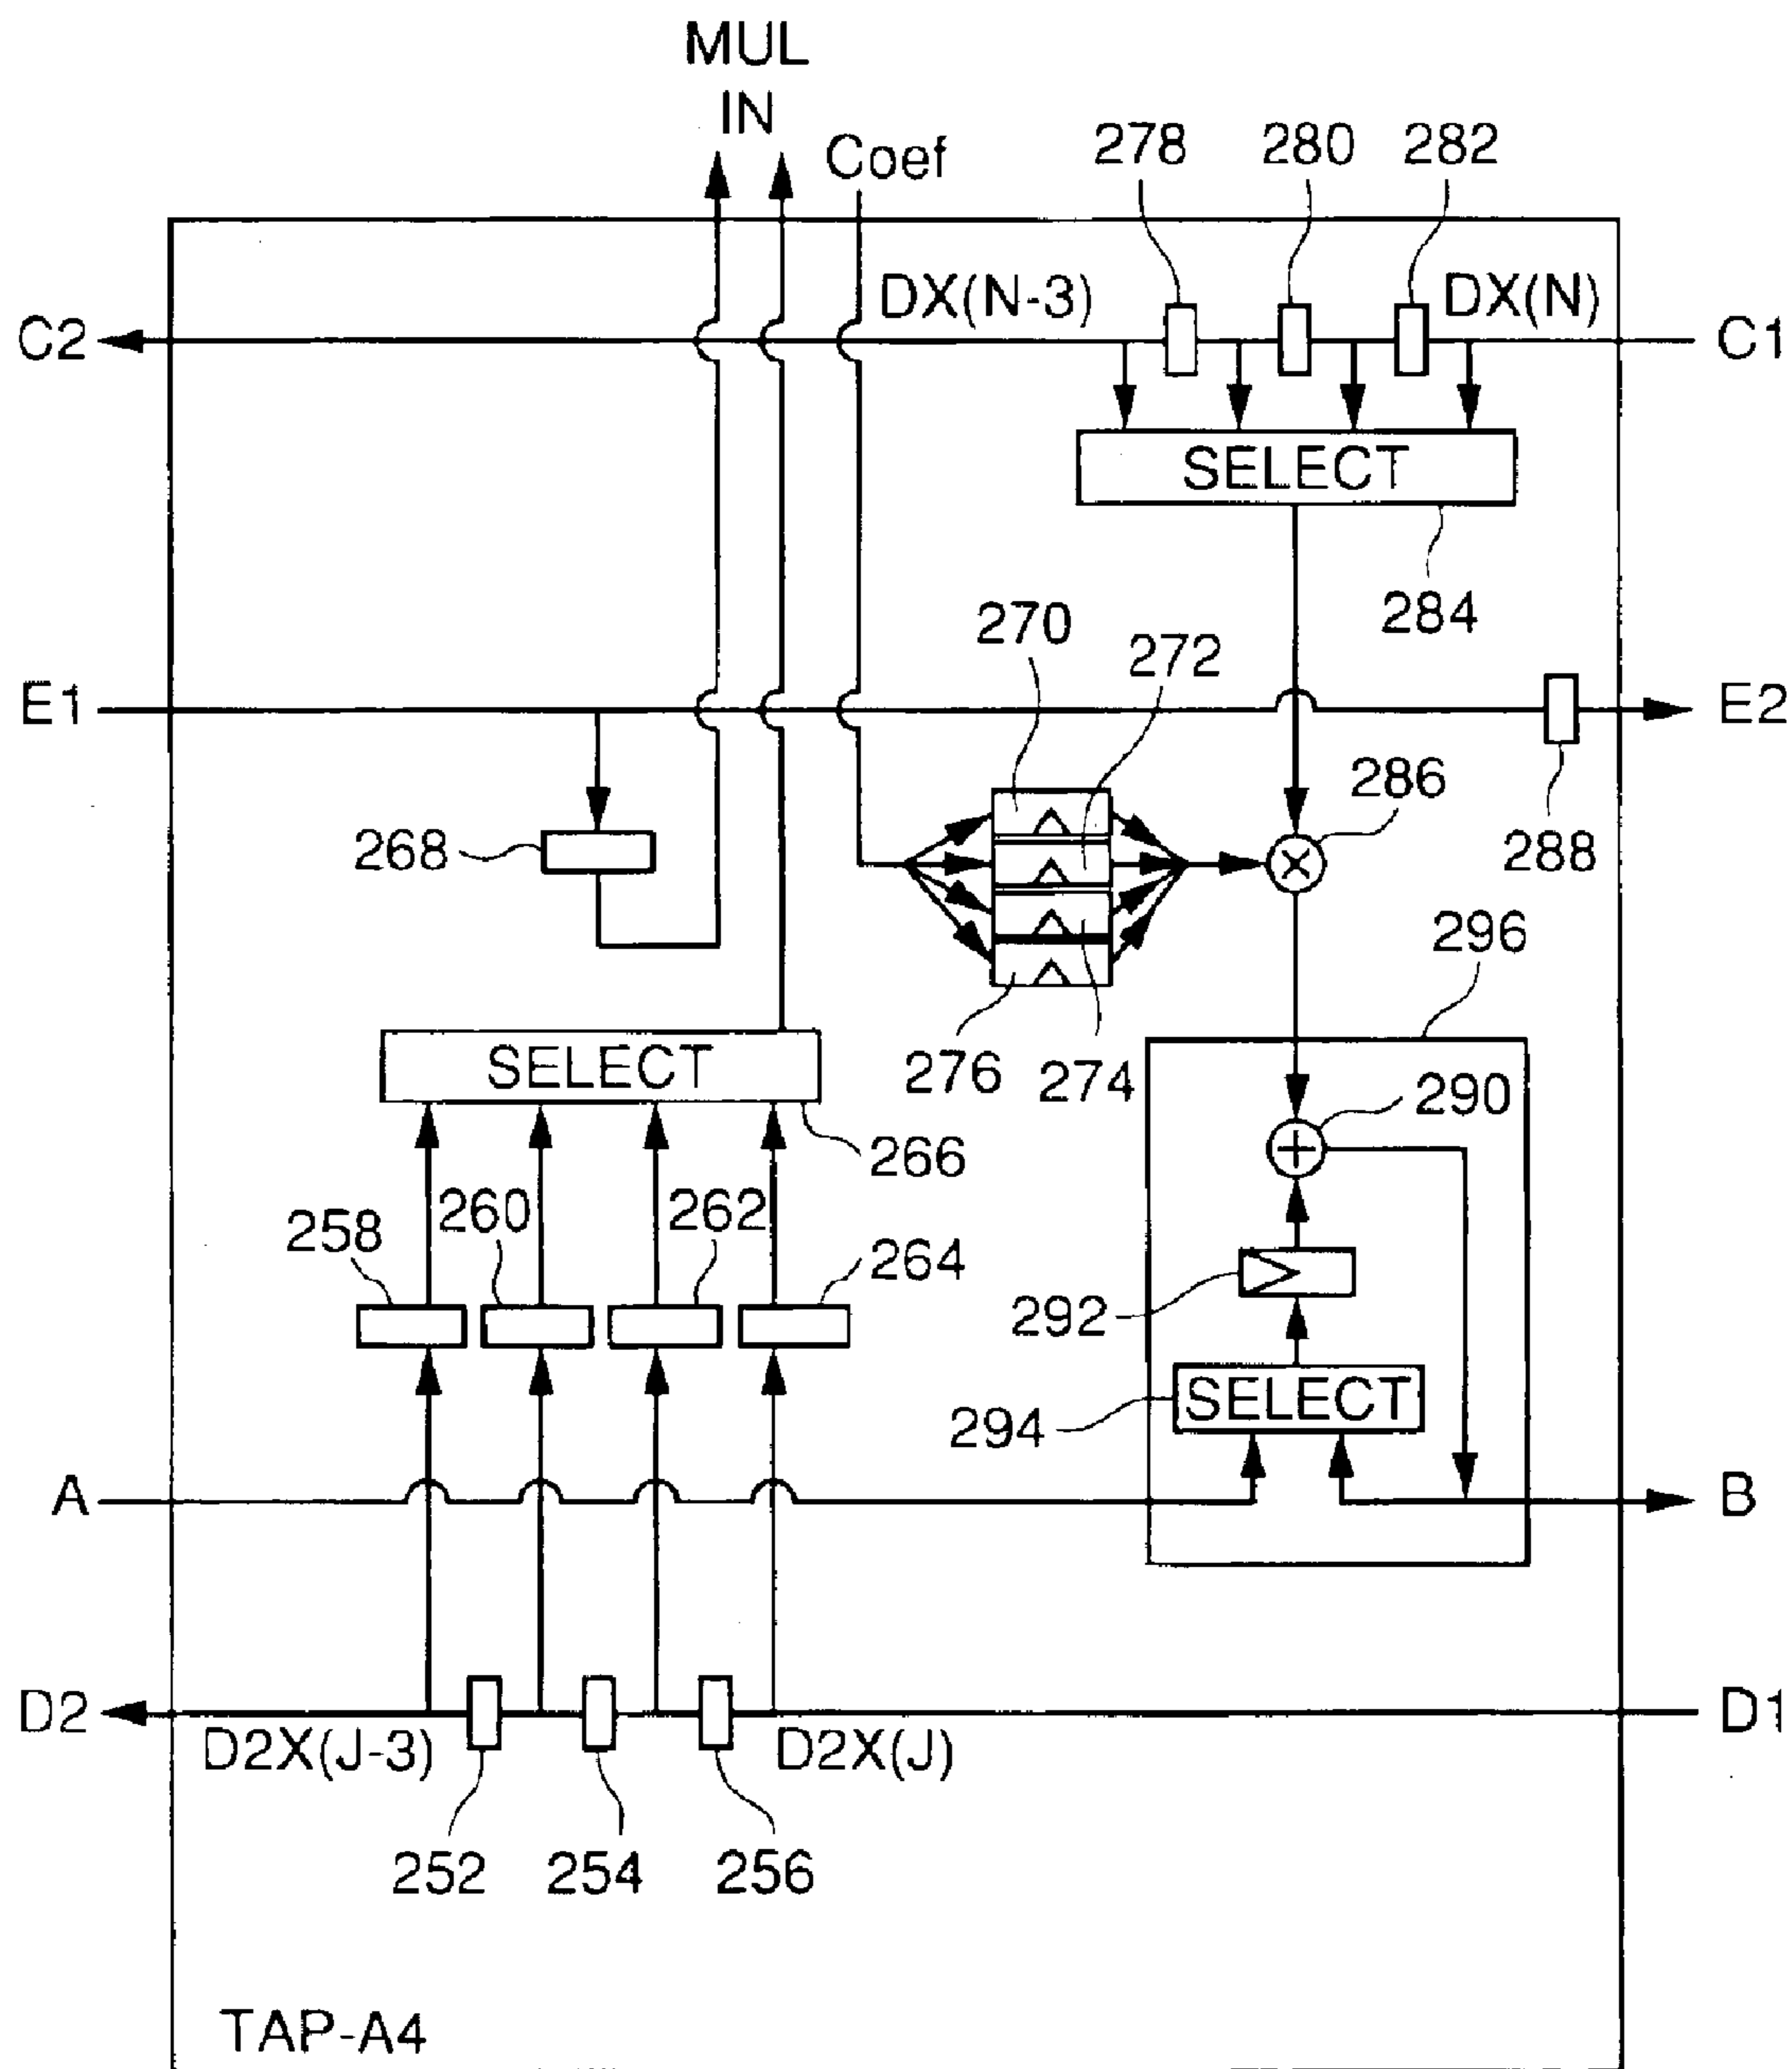 MUL
IN
Coef
278
280
282
DX(N-3)
DX(N)
C2
C1
SELECT
284
270
272
E1
E2
286
268
288
296
276
274
SELECT
290
266
258
260
262
264
292
SELECT
294
A
B
D2
D1
D2X(J-3)
D2X(J)
252
254
256
TAP-A4